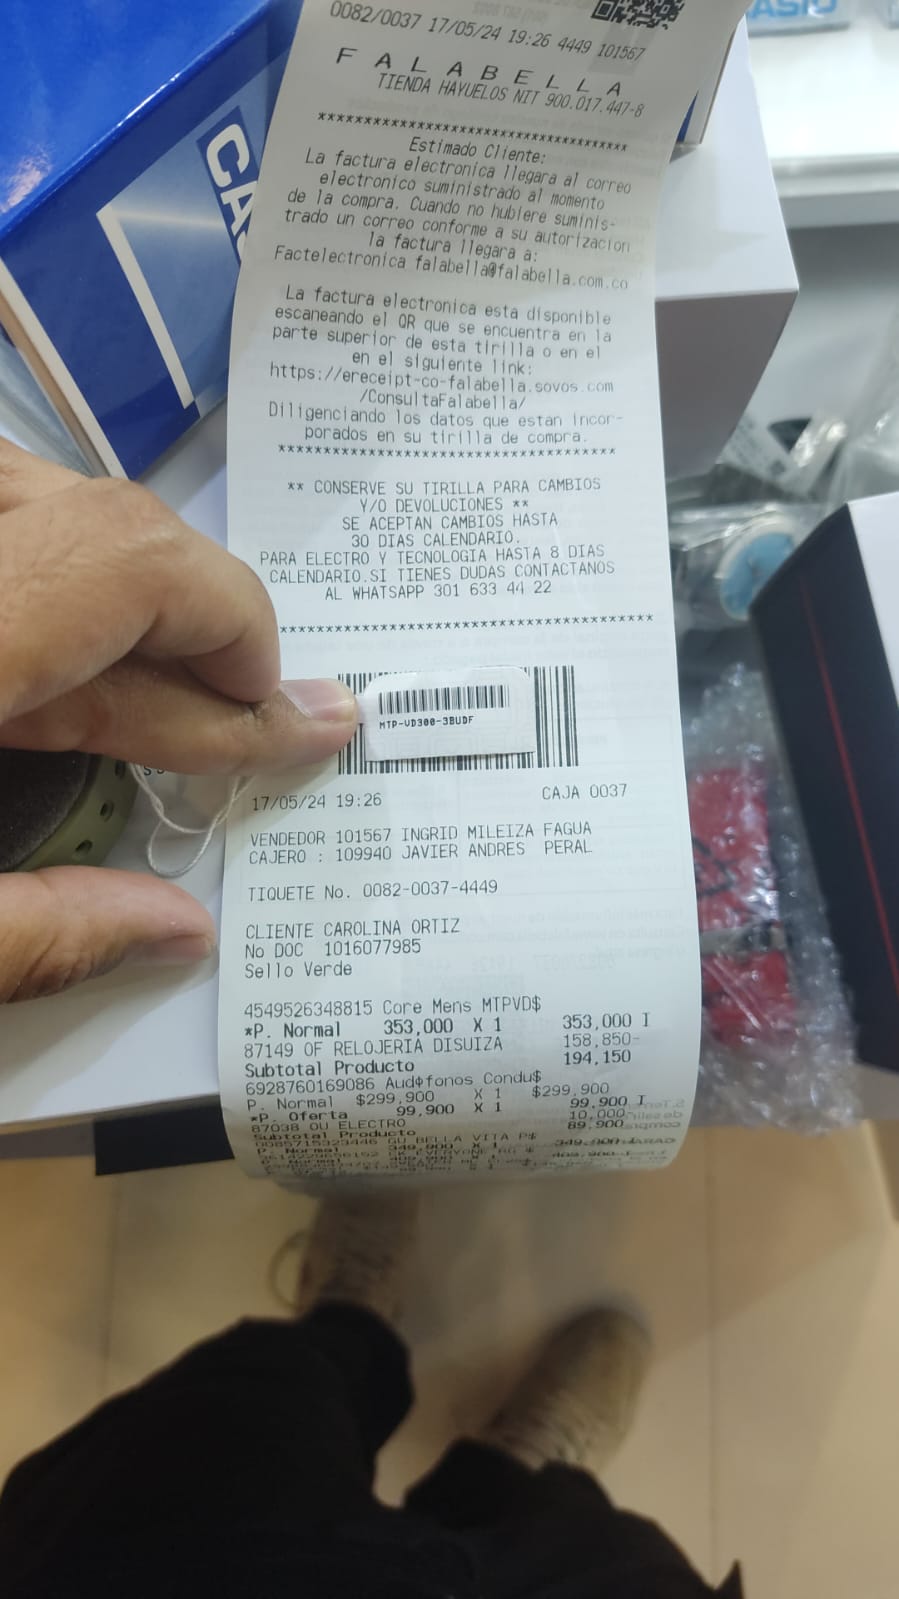 0082/0037 17/05/24 19:26 4449 101567
CASIO
F A L A B E L L A
TIENDA HAYUELOS NIT 900.017.447-8
CA
************************************
Estimado Cliente:
La factura electronica llegara al correo
electronico suministrado al momento
de la compra. Cuando no hubiere suminis-
trado un correo conforme a su autorizacion
la factura llegara a:
Factelectronica falabella@falabella.com.co
La factura electronica esta disponible
escaneando el QR que se encuentra en la
parte superior de esta tirilla o en el
en el siguiente link:
https://ereceipt-co-falabella.sovos.com
/ConsultaFalabella/
Diligenciando los datos que estan incor-
porados en su tirilla de compra.
************************************
** CONSERVE SU TIRILLA PARA CAMBIOS
Y/O DEVOLUCIONES **
SE ACEPTAN CAMBIOS HASTA
30 DIAS CALENDARIO.
PARA ELECTRO Y TECNOLOGIA HASTA 8 DIAS
CALENDARIO.SI TIENES DUDAS CONTACTANOS
AL WHATSAPP 301 633 44 22
****************************************
MTP-VD300-3BUDF
17/05/24 19:26 CAJA 0037
VENDEDOR 101567 INGRID MILEIZA FAGUA
CAJERO : 109940 JAVIER ANDRES PERAL
TIQUETE No. 0082-0037-4449
CLIENTE CAROLINA ORTIZ
No DOC 1016077985
Sello Verde
4549526348815 Core Mens MTPVD$
*P. Normal 353,000 X 1 353,000 I
87149 OF RELOJERIA DISUIZA 158,850-
Subtotal Producto 194,150
6928760169086 Aud♦fonos Condu$
P. Normal $299,900 X 1 $299,900
*P. Oferta 99,900 X 1 99,900 I
87038 OU ELECTRO 10,000-
Subtotal Producto 89,900